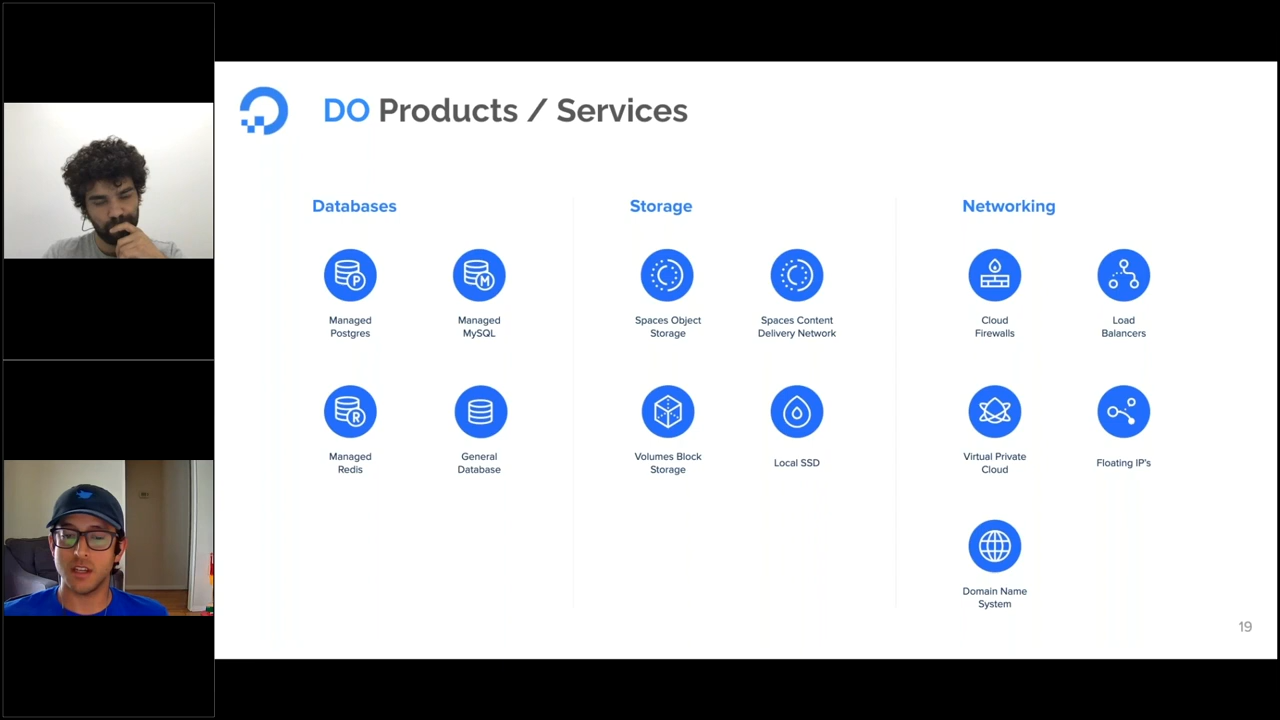 DO Products / Services
Databases
Managed
Postgres
Managed
MySQL
Managed
Redis
General
Database
Storage
Spaces Object
Storage
Spaces Content
Delivery Network
Volumes Block
Storage
Local SSD
Networking
Cloud
Firewalls
Load
Balancers
Virtual Private
Cloud
Floating IP's
Domain Name
System
19